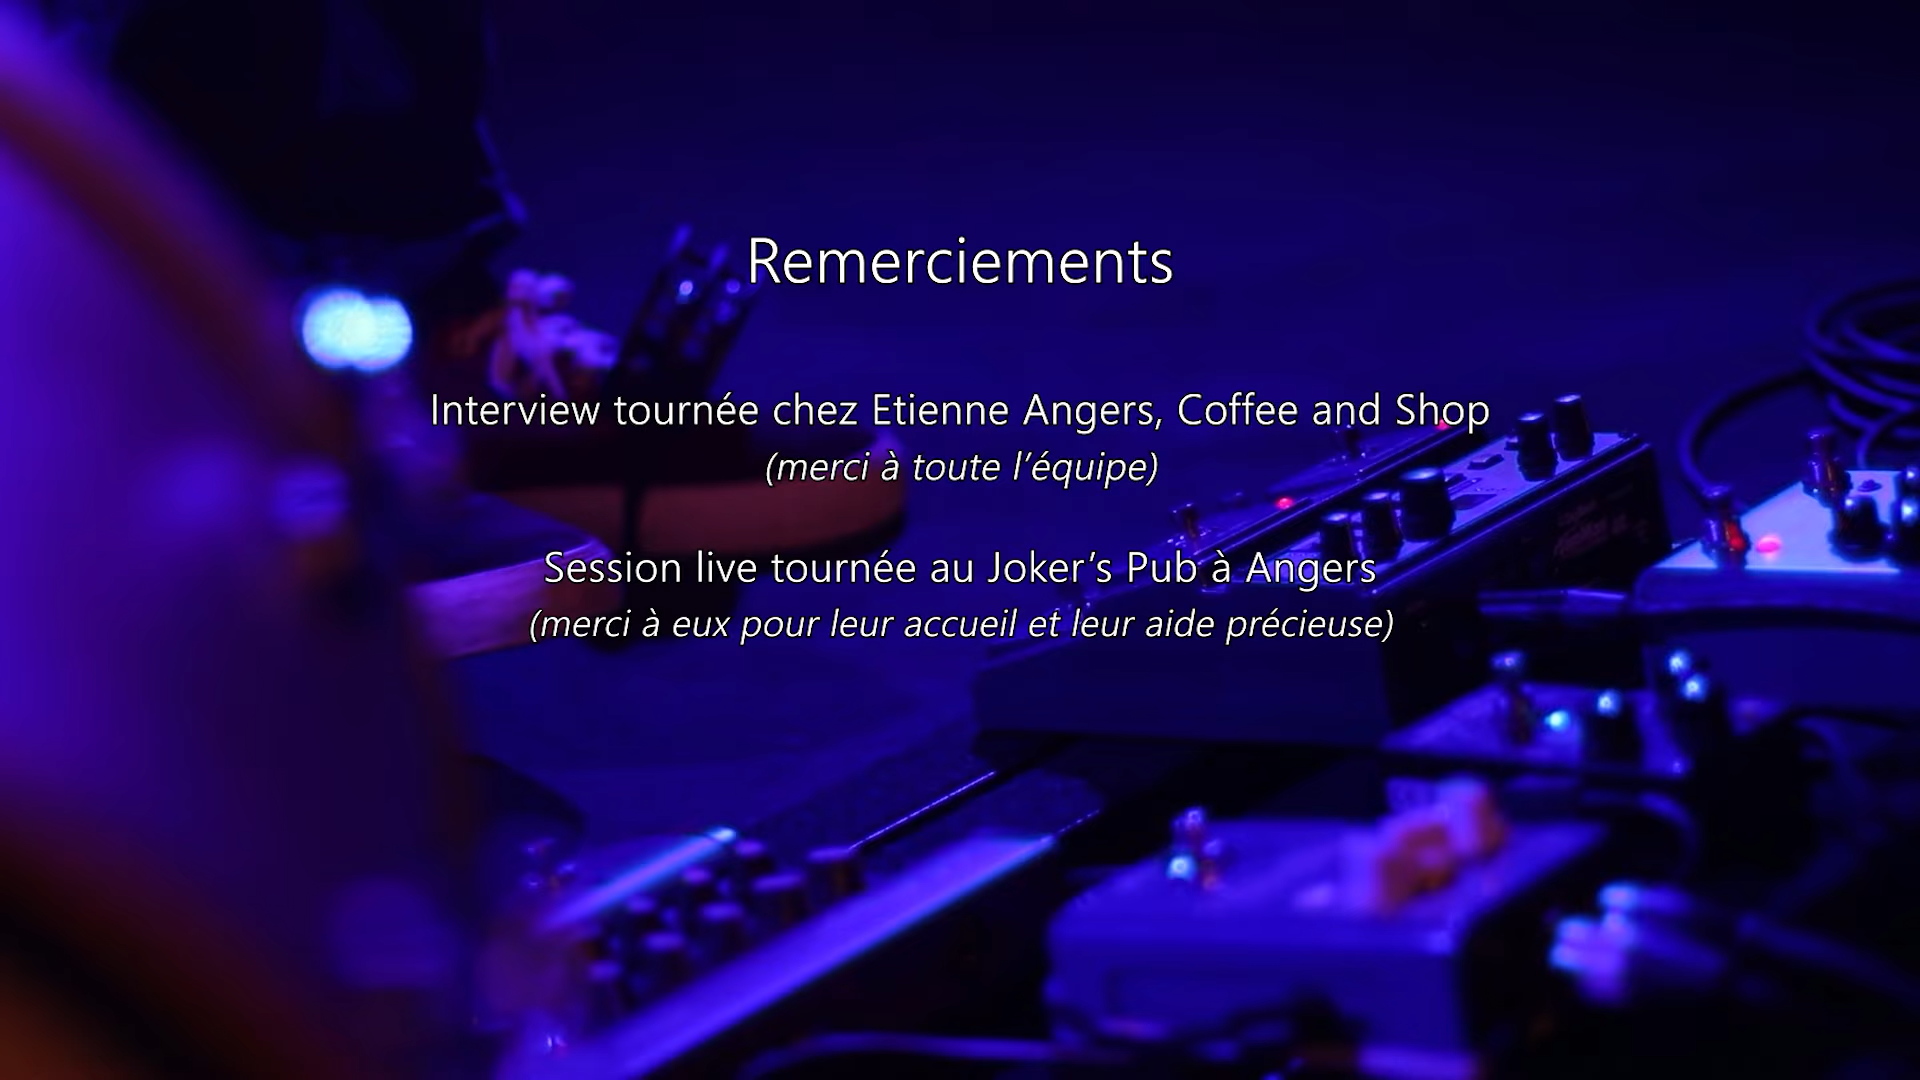 Remerciements
Interview tournée chez Etienne Angers, Coffee and Shop
(merci à toute l’équipe)
Session live tournée au Joker’s Pub à Angers
(merci à eux pour leur accueil et leur aide précieuse)